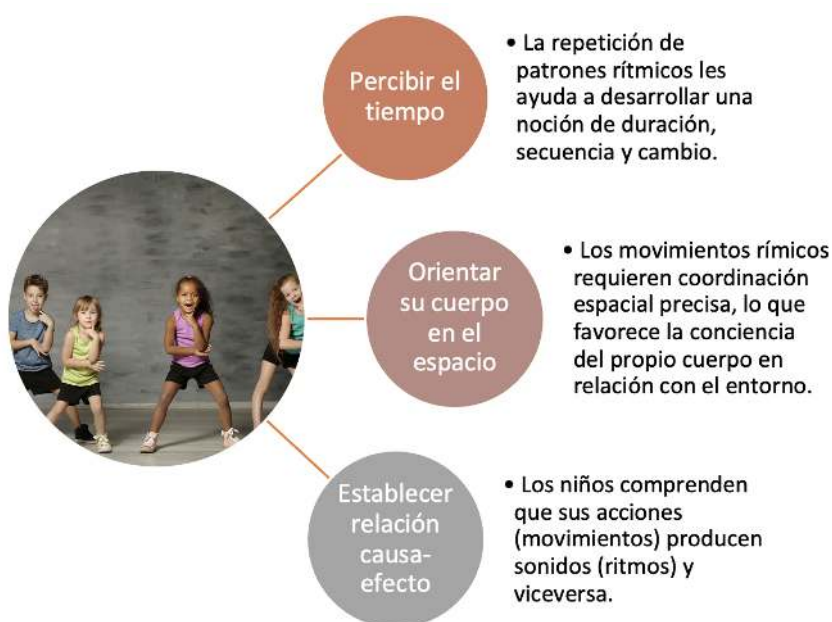 Percibir el
tiempo
• La repetición de
patrones rítmicos les
ayuda a desarrollar una
noción de duración,
secuencia y cambio.
Orientar
su cuerpo
en el
espacio
• Los movimientos rímicos
requieren coordinación
espacial precisa, lo que
favorece la conciencia
del propio cuerpo en
relación con el entorno.
Establecer
relación
causa-
efecto
• Los niños comprenden
que sus acciones
(movimientos) producen
sonidos (ritmos) y
viceversa.